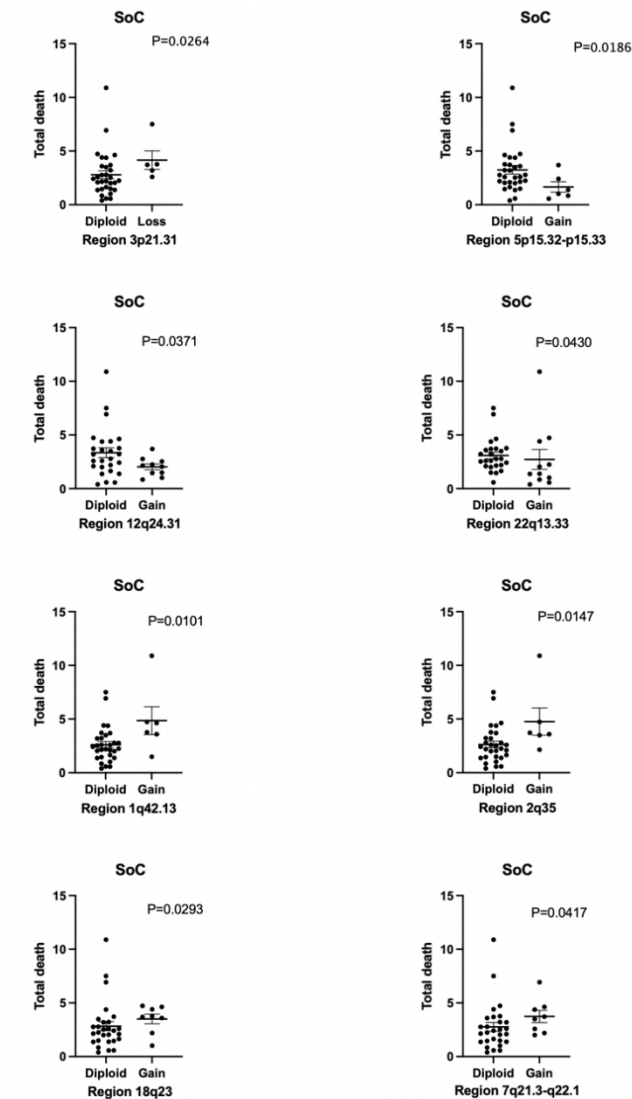 SoC
P=0.0264
15
10
5
0
Total death
Diploid Loss
Region 3p21.31
SoC
P=0.0186
15
10
5
0
Total death
Diploid Gain
Region 5p15.32-p15.33
SoC
P=0.0371
15
10
5
0
Total death
Diploid Gain
Region 12q24.31
SoC
P=0.0430
15
10
5
0
Total death
Diploid Gain
Region 22q13.33
SoC
P=0.0101
15
10
5
0
Total death
Diploid Gain
Region 1q42.13
SoC
P=0.0147
15
10
5
0
Total death
Diploid Gain
Region 2q35
SoC
P=0.0293
15
10
5
0
Total death
Diploid Gain
Region 18q23
SoC
P=0.0417
15
10
5
0
Total death
Diploid Gain
Region 7q21.3-q22.1